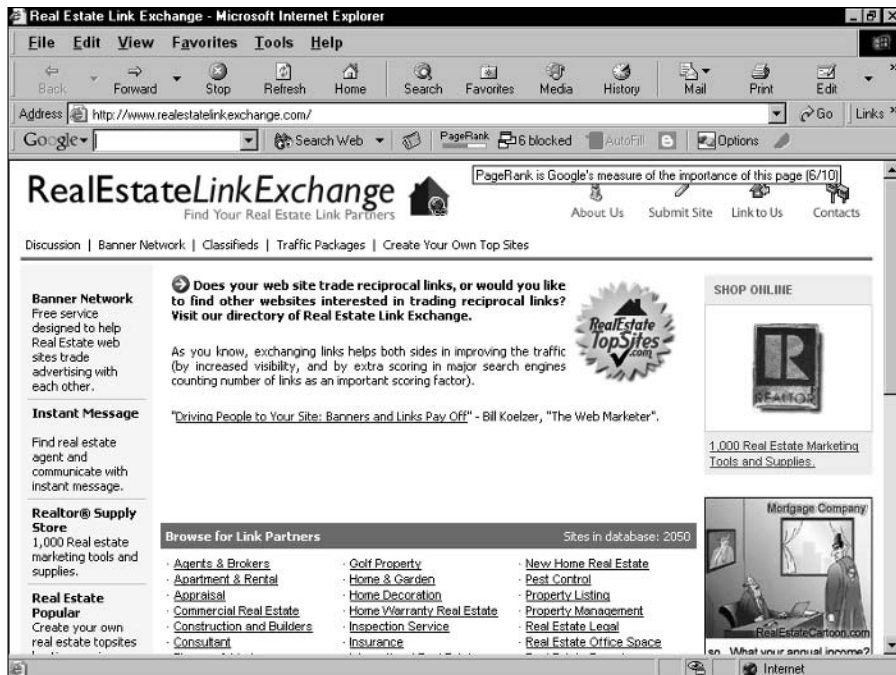 Real Estate Link Exchange - Microsoft Internet Explorer
File Edit View Favorites Tools Help
Back Forward Stop Refresh Home Search Favorites Media History Mail Print Edit
Address http://www.realestatelinkexchange.com/ Go Links
Google Search Web PageRank 6 blocked AutoFill Options
PageRank is Google's measure of the importance of this page (6/10)
RealEstateLinkExchange
Find Your Real Estate Link Partners
About Us Submit Site Link to Us Contacts
Discussion | Banner Network | Classifieds | Traffic Packages | Create Your Own Top Sites
Banner Network
Free service
designed to help
Real Estate web
sites trade
advertising with
each other.
Instant Message
Find real estate
agent and
communicate with
instant message.
Realtor® Supply
Store
1,000 Real estate
marketing tools and
supplies.
Real Estate
Popular
Create your own
real estate topsites
Does your web site trade reciprocal links, or would you like
to find other websites interested in trading reciprocal links?
Visit our directory of Real Estate Link Exchange.
As you know, exchanging links helps both sides in improving the traffic
(by increased visibility, and by extra scoring in major search engines
counting number of links as an important scoring factor).
"Driving People to Your Site: Banners and Links Pay Off" - Bill Koelzer, "The Web Marketer".
RealEstate
TopSites
.com
Browse for Link Partners Sites in database: 2050
· Agents & Brokers
· Apartment & Rental
· Appraisal
· Commercial Real Estate
· Construction and Builders
· Consultant
· Golf Property
· Home & Garden
· Home Decoration
· Home Warranty Real Estate
· Inspection Service
· Insurance
· New Home Real Estate
· Pest Control
· Property Listing
· Property Management
· Real Estate Legal
· Real Estate Office Space
SHOP ONLINE
R
REALTOR®
1,000 Real Estate Marketing
Tools and Supplies.
Mortgage Company
RealEstateCartoon.com
so What your annual income?
Internet